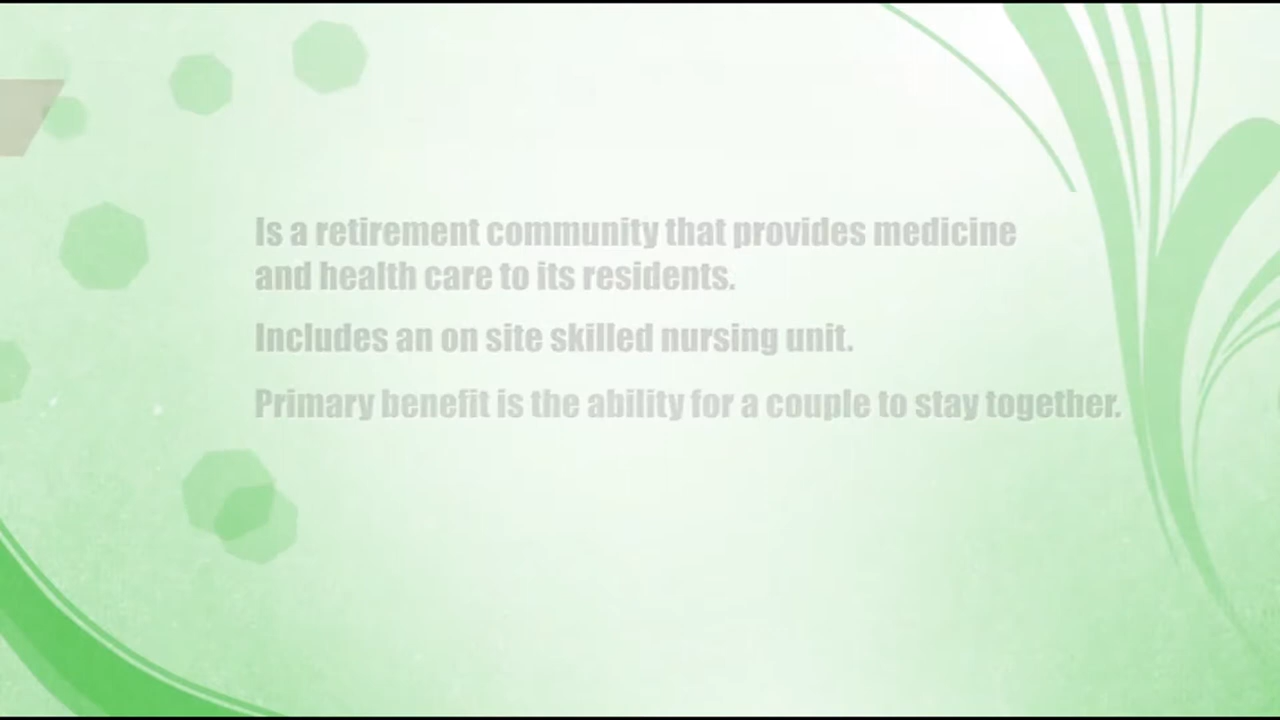 Is a retirement community that provides medicine
and health care to its residents.
Includes an on site skilled nursing unit.
Primary benefit is the ability for a couple to stay together.